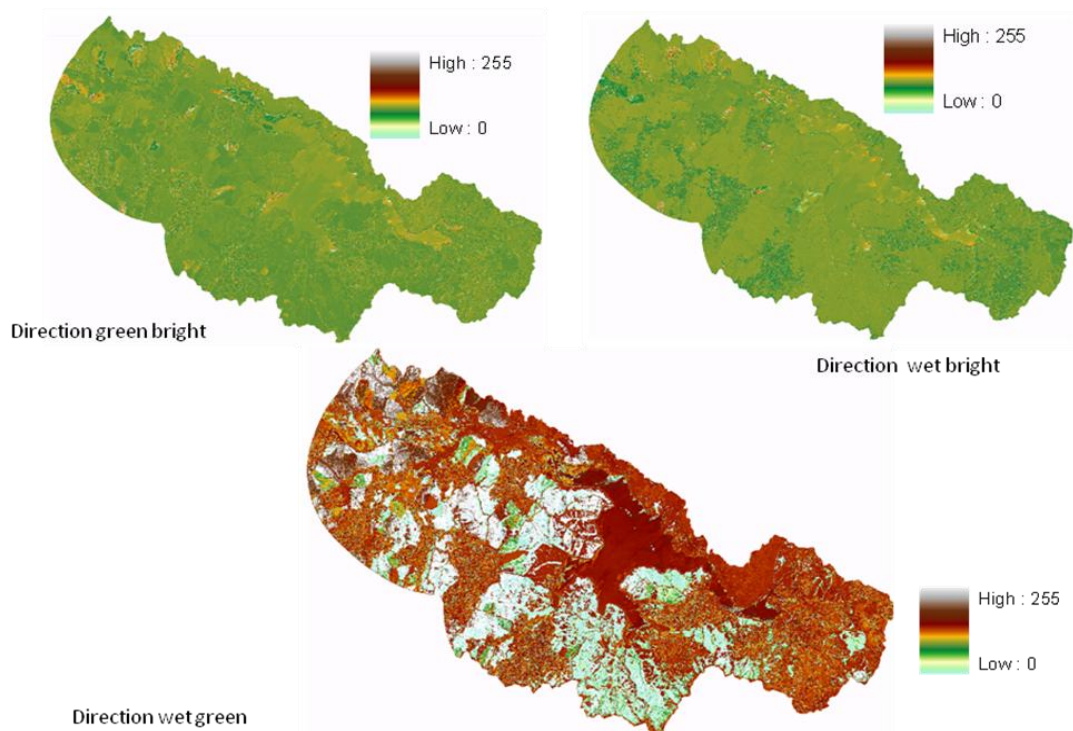 High : 255
Low : 0
High : 255
Low : 0
Direction green bright
Direction wet bright
High : 255
Low : 0
Direction wet green